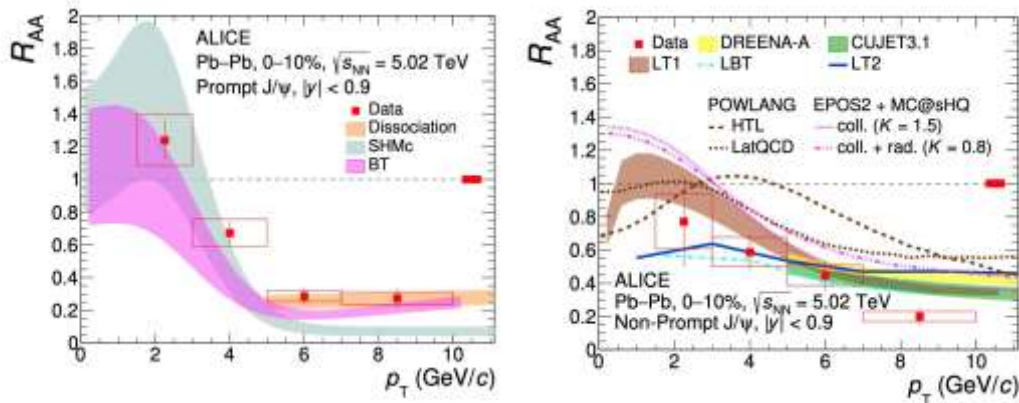 R_AA
2
1.8
1.6
1.4
1.2
1
0.8
0.6
0.4
0.2
0
0
2
4
6
8
10
p_T (GeV/c)
ALICE
Pb–Pb, 0–10%, √s_NN = 5.02 TeV
Prompt J/ψ, |y| < 0.9
Data
Dissociation
SHMc
BT
R_AA
2
1.8
1.6
1.4
1.2
1
0.8
0.6
0.4
0.2
0
2
4
6
8
10
p_T (GeV/c)
Data DREENA-A CUJET3.1
LT1 LBT LT2
POWLANG EPOS2 + MC@sHQ
HTL coll. (K = 1.5)
LatQCD coll. + rad. (K = 0.8)
ALICE
Pb–Pb, 0–10%, √s_NN = 5.02 TeV
Non-Prompt J/ψ, |y| < 0.9